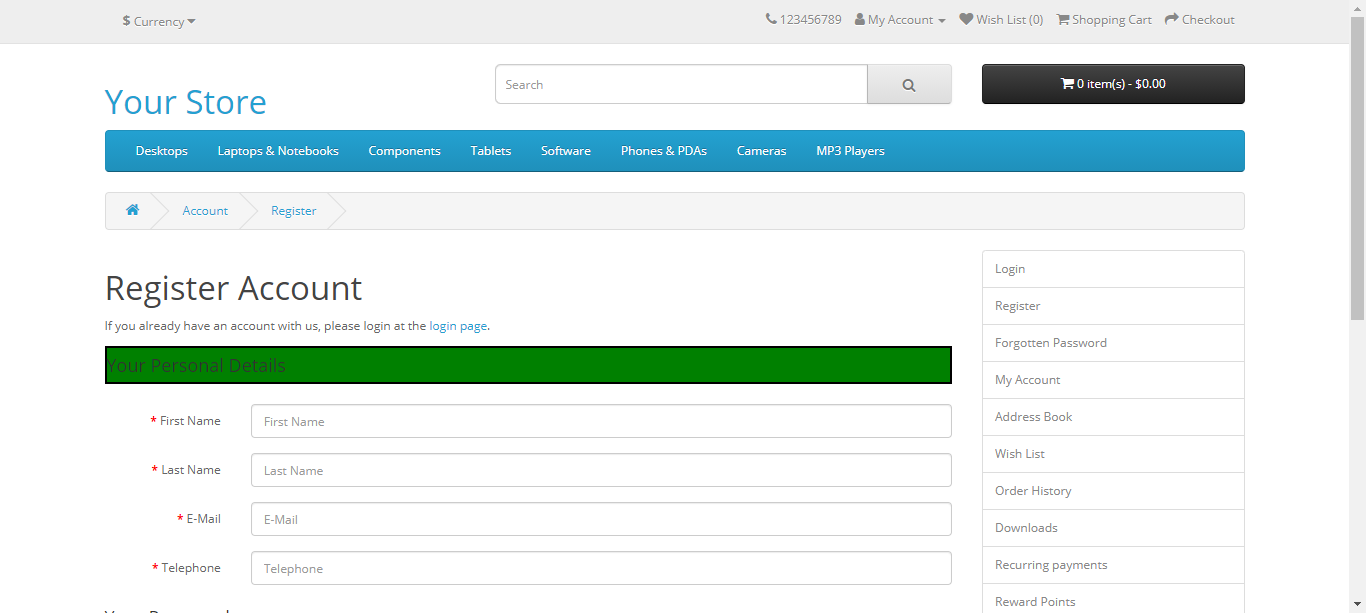 $ Currency
123456789 My Account Wish List (0) Shopping Cart Checkout
Your Store
Search
0 item(s) - $0.00
Desktops Laptops & Notebooks Components Tablets Software Phones & PDAs Cameras MP3 Players
Account Register
Register Account
If you already have an account with us, please login at the login page.
Your Personal Details
* First Name First Name
* Last Name Last Name
* E-Mail E-Mail
* Telephone Telephone
Login
Register
Forgotten Password
My Account
Address Book
Wish List
Order History
Downloads
Recurring payments
Reward Points